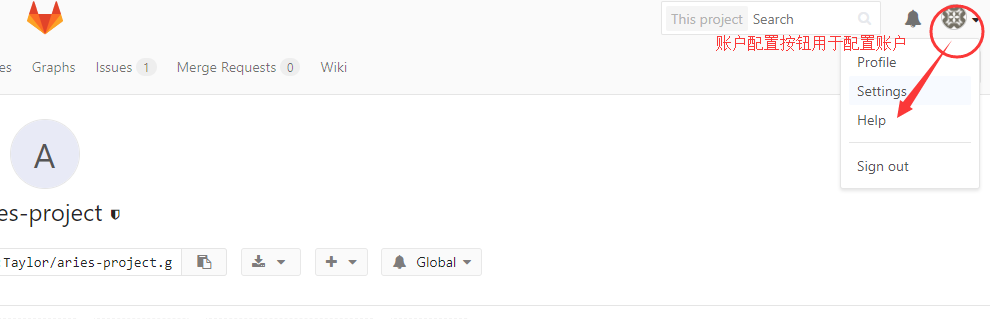 This project Search
账户配置按钮用于配置账户
es Graphs Issues 1 Merge Requests 0 Wiki
Profile
Settings
Help
Sign out
A
es-project
Taylor/aries-project.g
Global